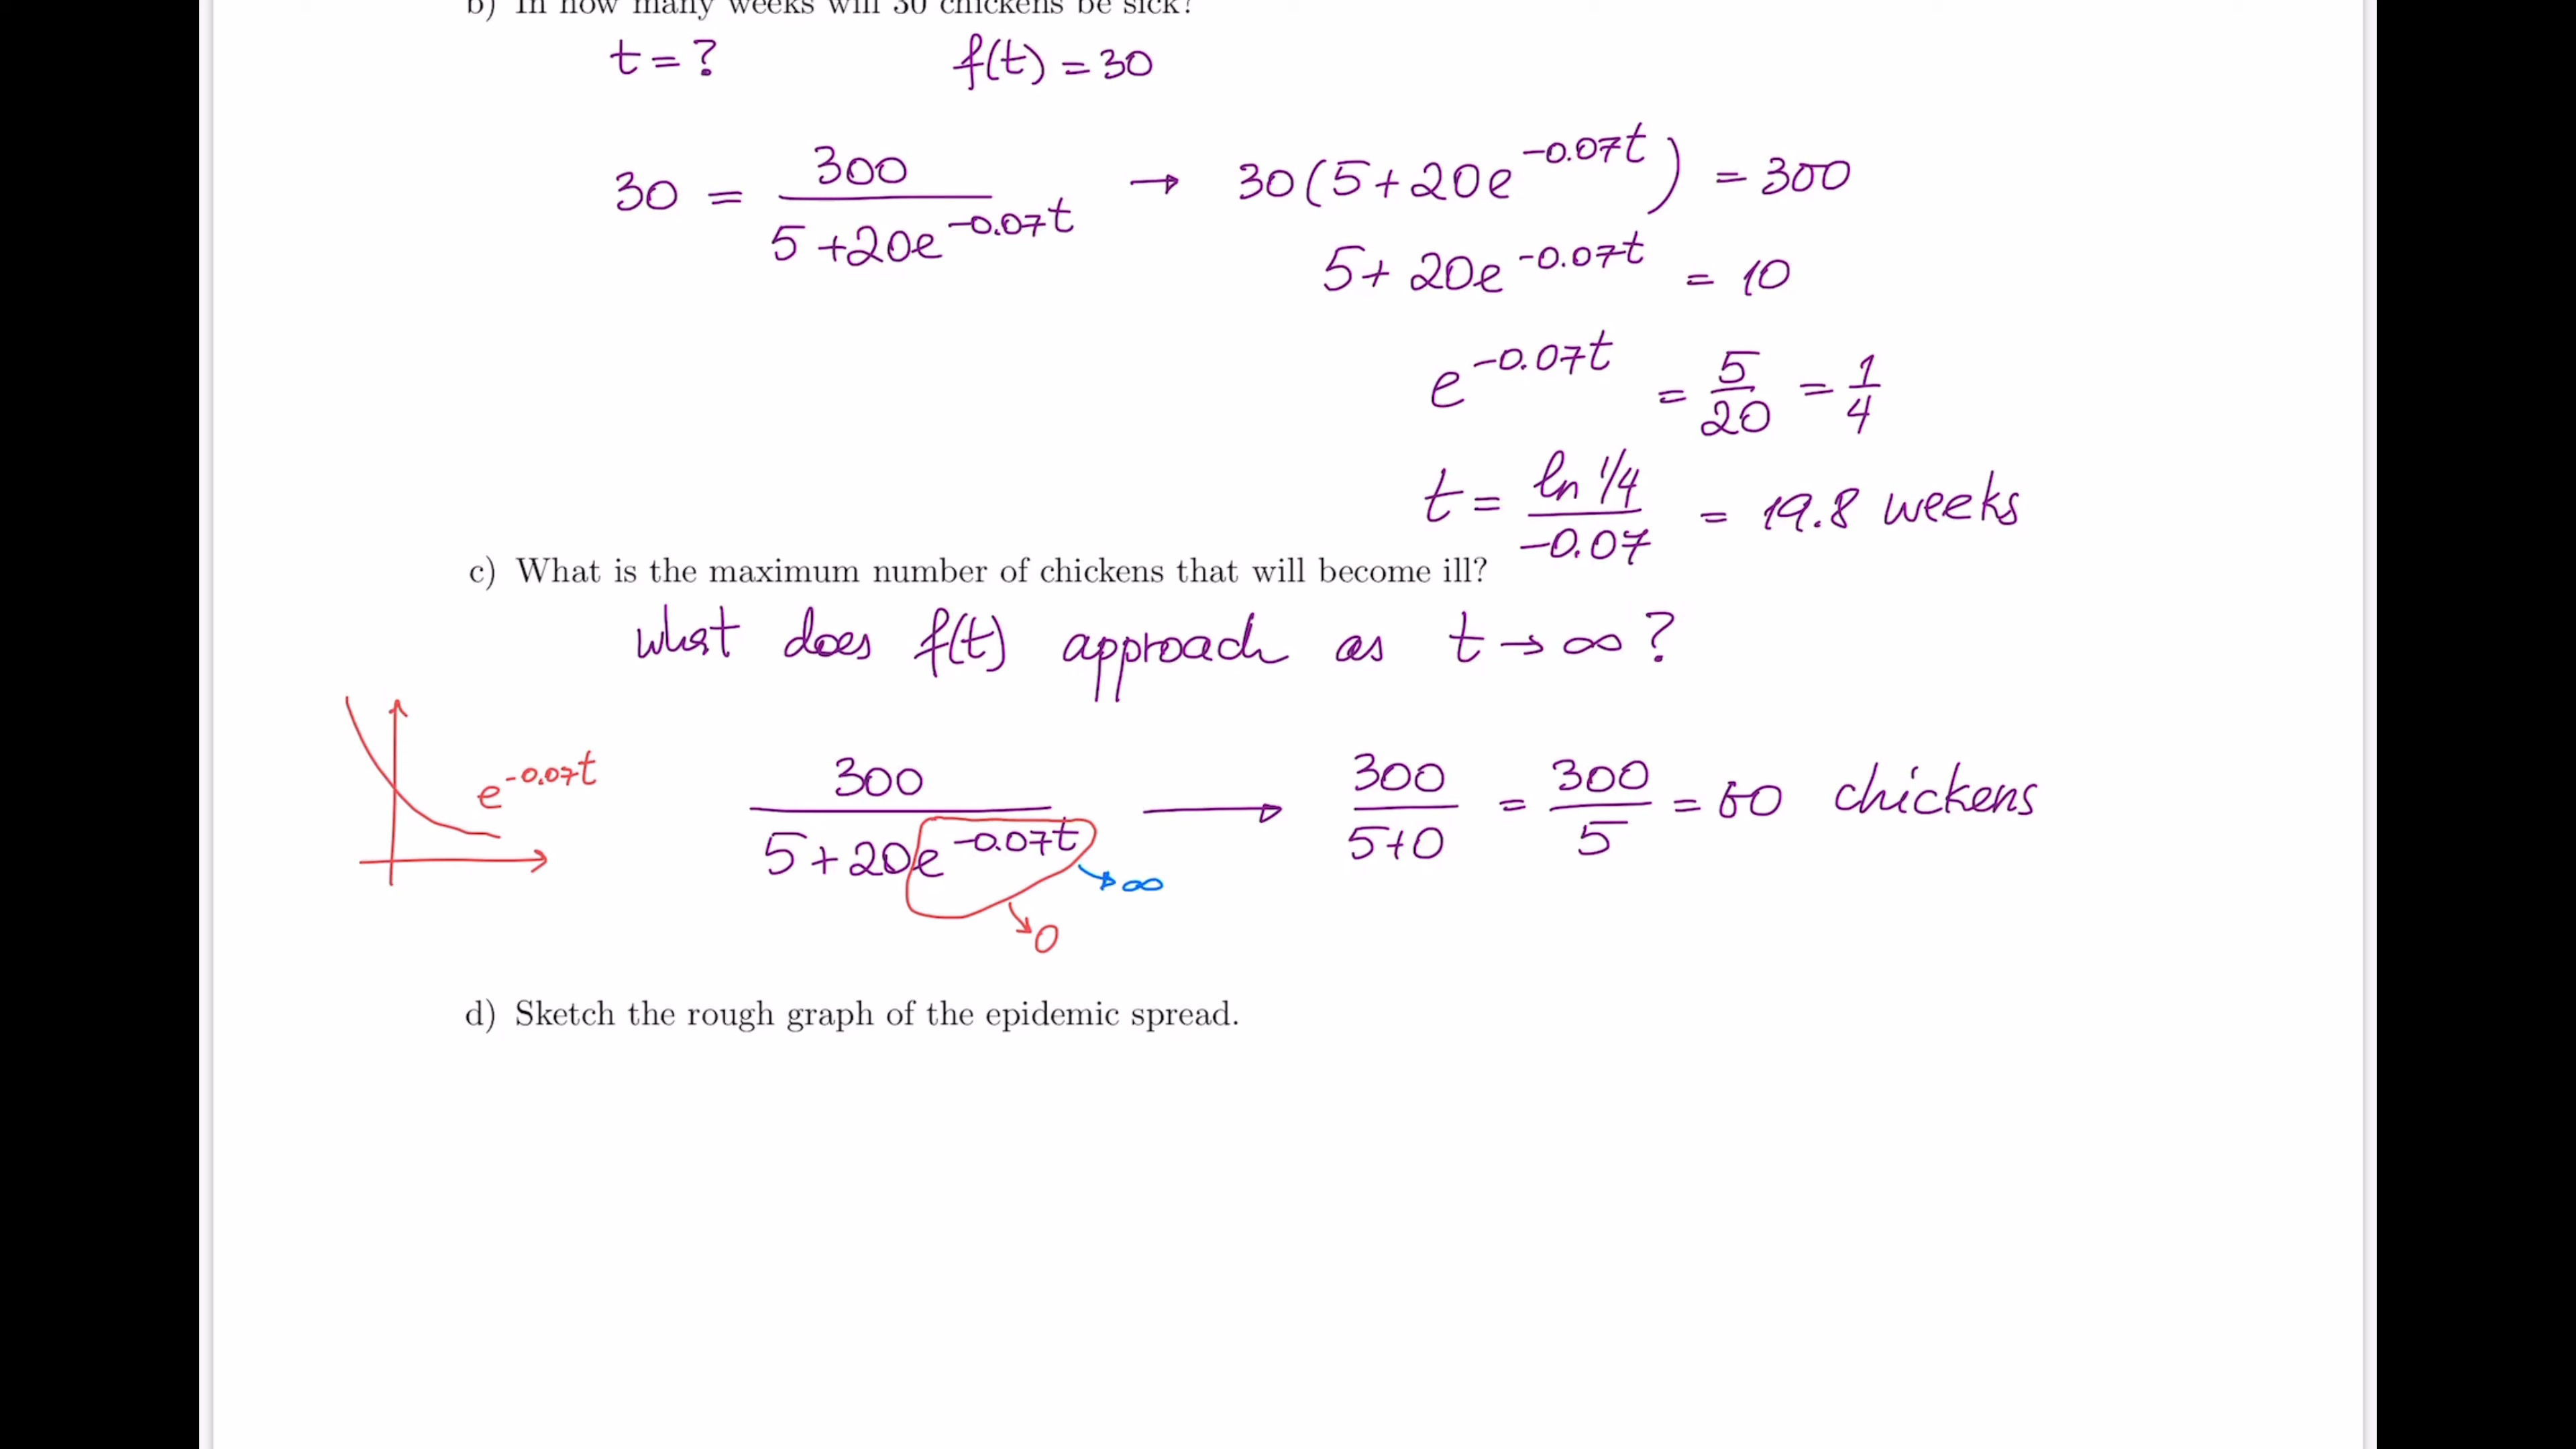 b) In how many weeks will 30 chickens be sick?
t = ? f(t) = 30
30 = 300 / 5 + 20e^-0.07t → 30(5 + 20e^-0.07t) = 300
5 + 20e^-0.07t = 10
e^-0.07t = 5/20 = 1/4
t = ln 1/4 / -0.07 = 19.8 weeks
c) What is the maximum number of chickens that will become ill?
what does f(t) approach as t → ∞ ?
e^-0.07t
300 / 5 + 20e^-0.07t → 300 / 5+0 = 300 / 5 = 60 chickens
→ ∞
→ 0
d) Sketch the rough graph of the epidemic spread.